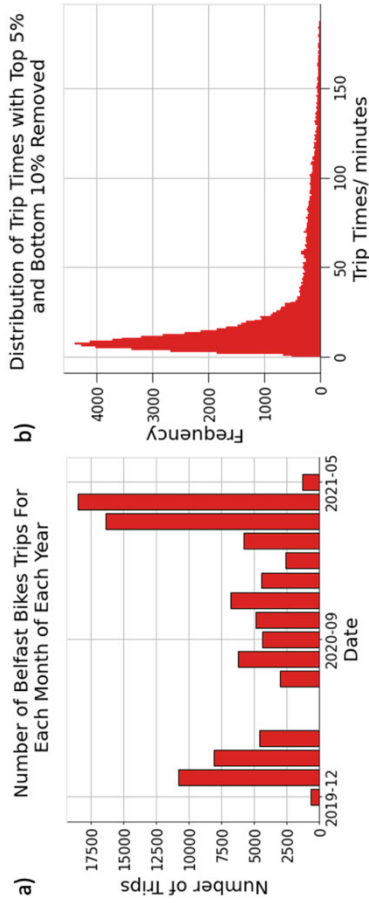 a)
Number of Belfast Bikes Trips For
Each Month of Each Year
17500
15000
12500
10000
7500
5000
2500
0
Number of Trips
2019-12
2020-09
2021-05
Date
b)
Distribution of Trip Times with Top 5%
and Bottom 10% Removed
4000
3000
2000
1000
0
Frequency
0
50
100
150
Trip Times/ minutes